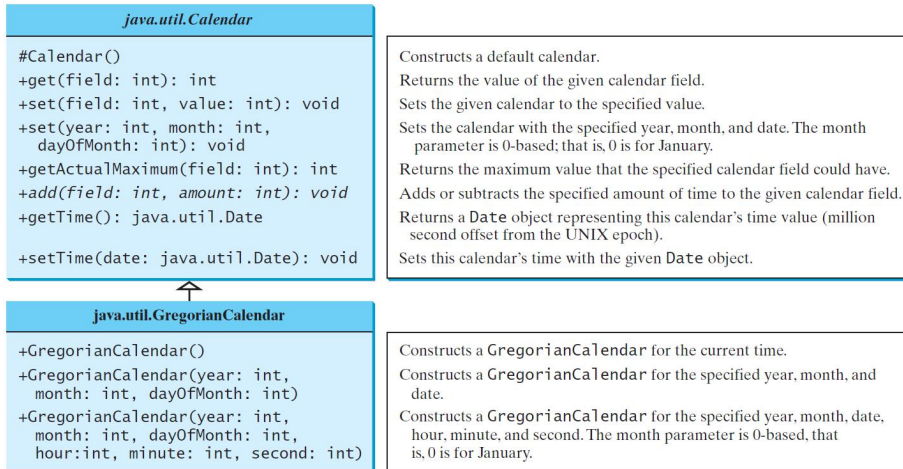 java.util.Calendar
#Calendar()
Constructs a default calendar.
+get(field: int): int
Returns the value of the given calendar field.
+set(field: int, value: int): void
Sets the given calendar to the specified value.
+set(year: int, month: int,
dayOfMonth: int): void
Sets the calendar with the specified year, month, and date. The month
parameter is 0-based; that is, 0 is for January.
+getActualMaximum(field: int): int
Returns the maximum value that the specified calendar field could have.
+add(field: int, amount: int): void
Adds or subtracts the specified amount of time to the given calendar field.
+getTime(): java.util.Date
Returns a Date object representing this calendar's time value (million
second offset from the UNIX epoch).
+setTime(date: java.util.Date): void
Sets this calendar's time with the given Date object.
java.util.GregorianCalendar
+GregorianCalendar()
Constructs a GregorianCalendar for the current time.
+GregorianCalendar(year: int,
month: int, dayOfMonth: int)
Constructs a GregorianCalendar for the specified year, month, and
date.
+GregorianCalendar(year: int,
month: int, dayOfMonth: int,
hour:int, minute: int, second: int)
Constructs a GregorianCalendar for the specified year, month, date,
hour, minute, and second. The month parameter is 0-based, that
is, 0 is for January.